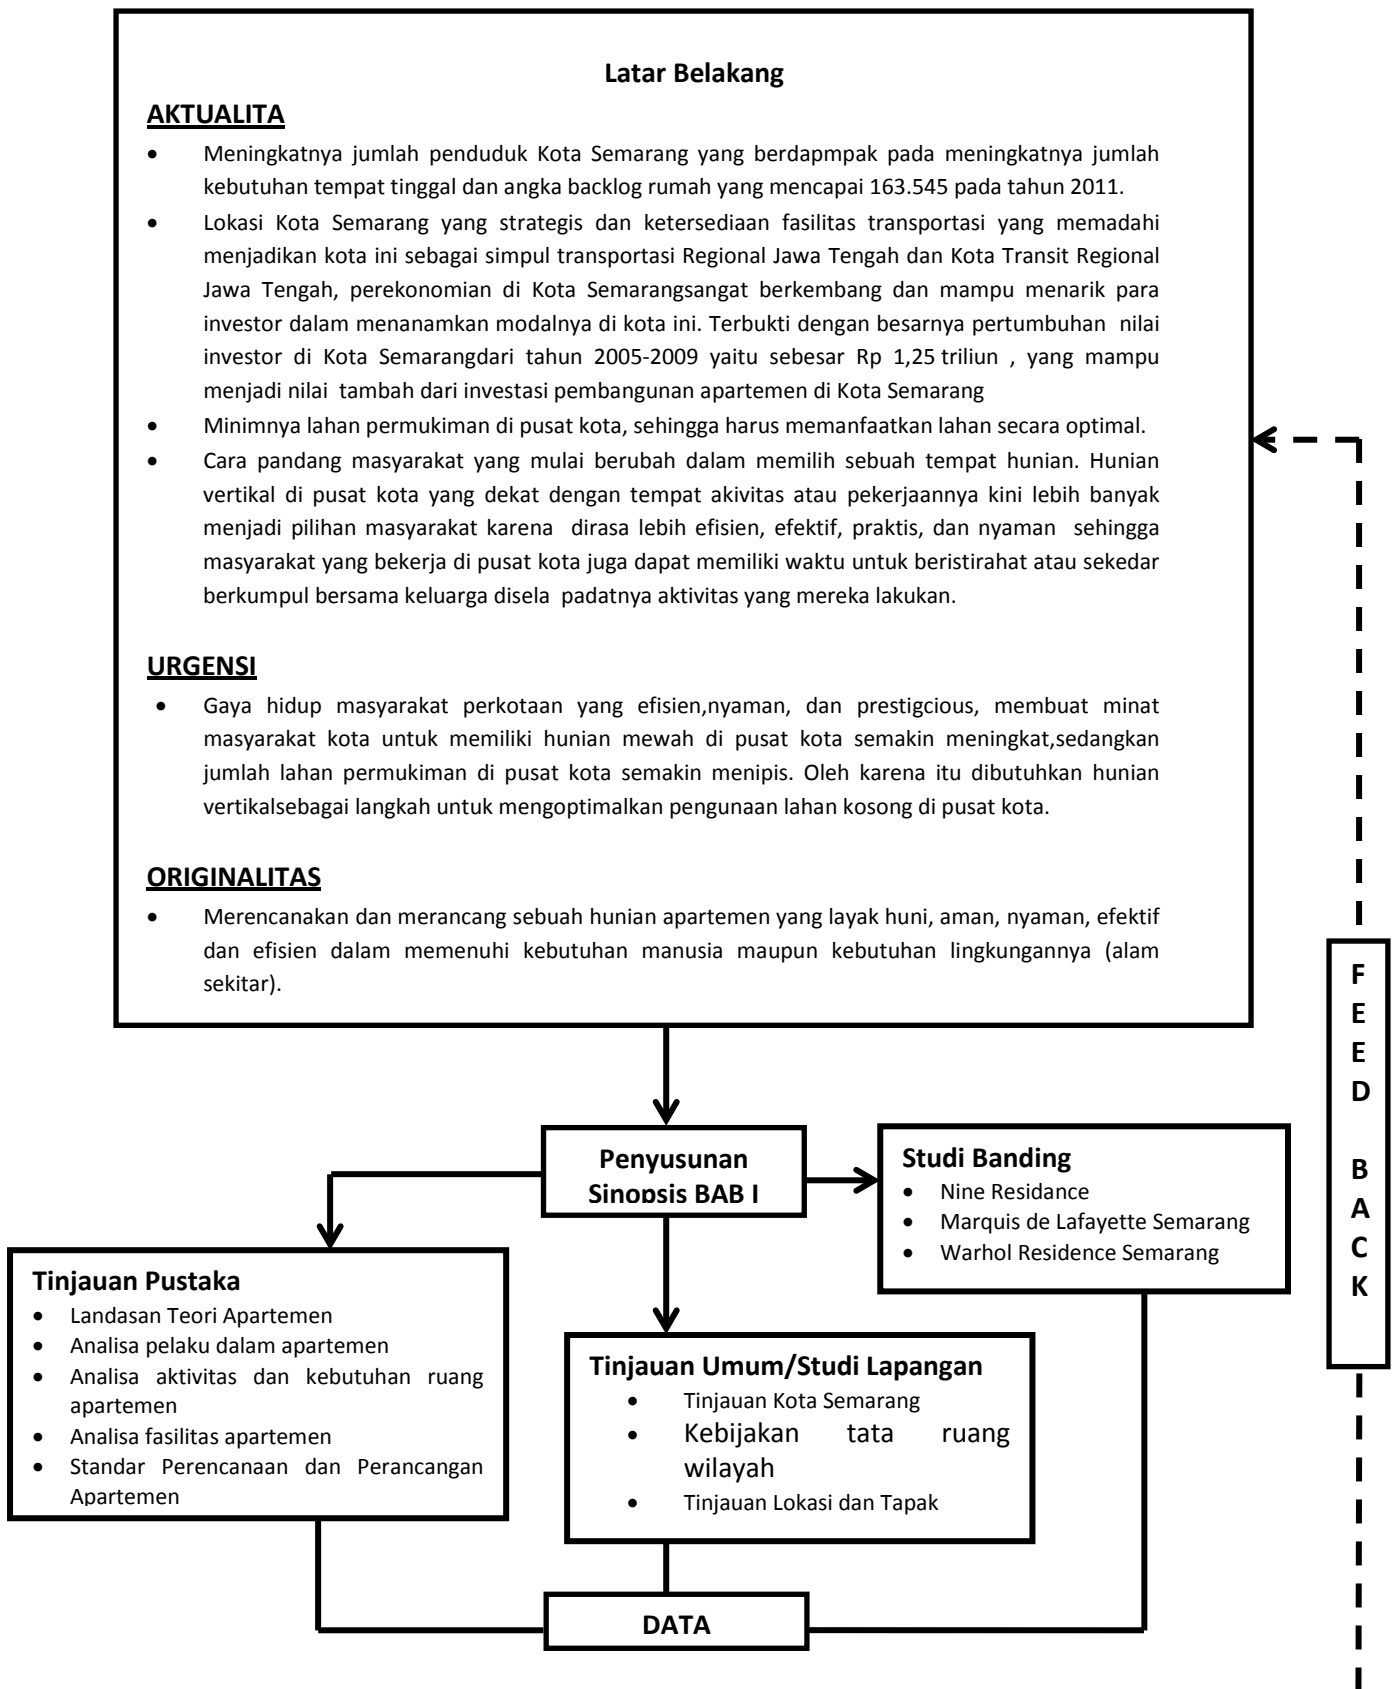 Latar Belakang
AKTUALITA
• Meningkatnya jumlah penduduk Kota Semarang yang berdapmpak pada meningkatnya jumlah
kebutuhan tempat tinggal dan angka backlog rumah yang mencapai 163.545 pada tahun 2011.
• Lokasi Kota Semarang yang strategis dan ketersediaan fasilitas transportasi yang memadahi
menjadikan kota ini sebagai simpul transportasi Regional Jawa Tengah dan Kota Transit Regional
Jawa Tengah, perekonomian di Kota Semarangsangat berkembang dan mampu menarik para
investor dalam menanamkan modalnya di kota ini. Terbukti dengan besarnya pertumbuhan nilai
investor di Kota Semarangdari tahun 2005-2009 yaitu sebesar Rp 1,25 triliun , yang mampu
menjadi nilai tambah dari investasi pembangunan apartemen di Kota Semarang
• Minimnya lahan permukiman di pusat kota, sehingga harus memanfaatkan lahan secara optimal.
• Cara pandang masyarakat yang mulai berubah dalam memilih sebuah tempat hunian. Hunian
vertikal di pusat kota yang dekat dengan tempat akivitas atau pekerjaannya kini lebih banyak
menjadi pilihan masyarakat karena dirasa lebih efisien, efektif, praktis, dan nyaman sehingga
masyarakat yang bekerja di pusat kota juga dapat memiliki waktu untuk beristirahat atau sekedar
berkumpul bersama keluarga disela padatnya aktivitas yang mereka lakukan.
URGENSI
• Gaya hidup masyarakat perkotaan yang efisien,nyaman, dan prestigcious, membuat minat
masyarakat kota untuk memiliki hunian mewah di pusat kota semakin meningkat,sedangkan
jumlah lahan permukiman di pusat kota semakin menipis. Oleh karena itu dibutuhkan hunian
vertikalsebagai langkah untuk mengoptimalkan pengunaan lahan kosong di pusat kota.
ORIGINALITAS
• Merencanakan dan merancang sebuah hunian apartemen yang layak huni, aman, nyaman, efektif
dan efisien dalam memenuhi kebutuhan manusia maupun kebutuhan lingkungannya (alam
sekitar).
FEED BACK
Penyusunan
Sinopsis BAB I
Studi Banding
• Nine Residance
• Marquis de Lafayette Semarang
• Warhol Residence Semarang
Tinjauan Pustaka
• Landasan Teori Apartemen
• Analisa pelaku dalam apartemen
• Analisa aktivitas dan kebutuhan ruang
apartemen
• Analisa fasilitas apartemen
• Standar Perencanaan dan Perancangan
Apartemen
Tinjauan Umum/Studi Lapangan
• Tinjauan Kota Semarang
• Kebijakan tata ruang
wilayah
• Tinjauan Lokasi dan Tapak
DATA